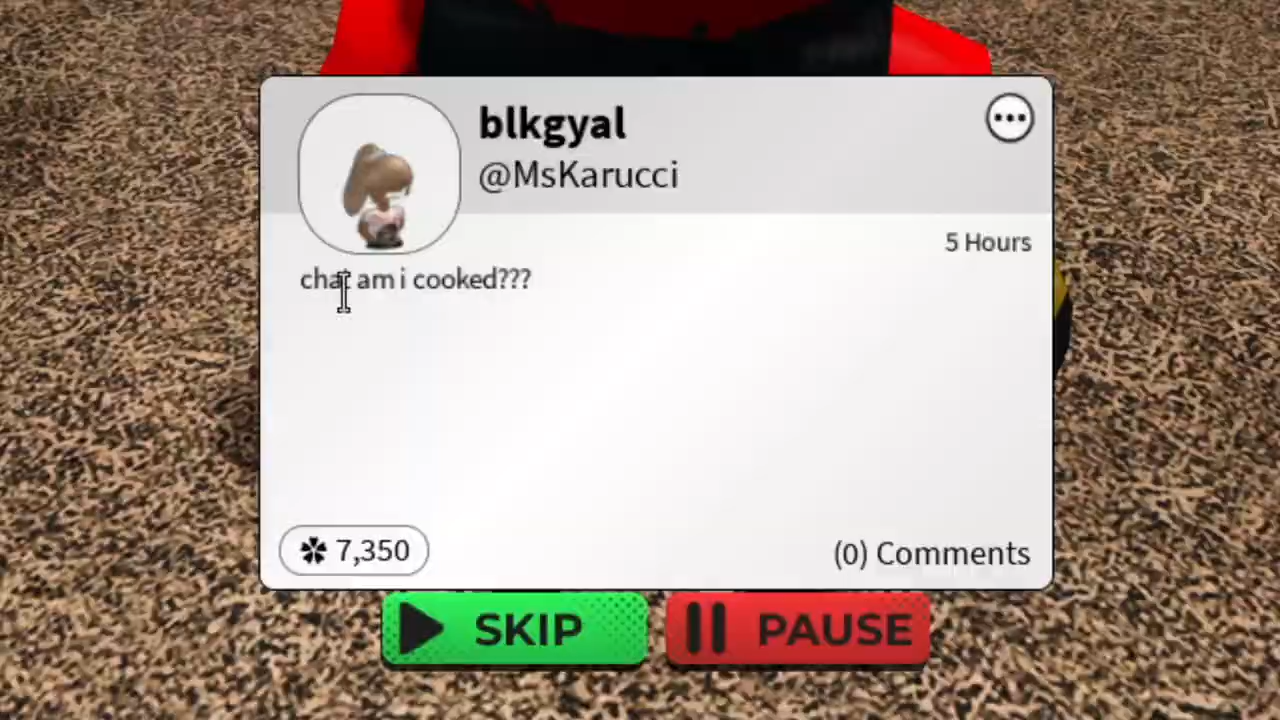 blkgyal
@MsKarucci
5 Hours
chat am i cooked???
7,350
(0) Comments
SKIP
PAUSE